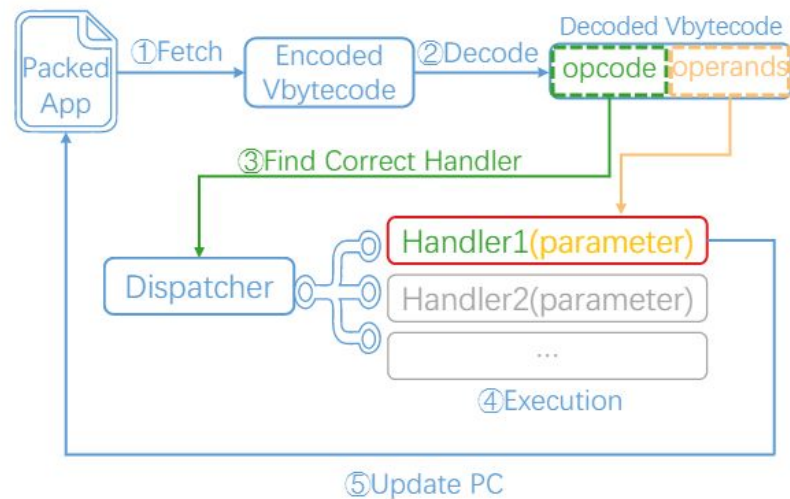 Decoded Vbytecode
Packed
App
①Fetch
Encoded
Vbytecode
②Decode
opcode
operands
③Find Correct Handler
Handler1(parameter)
Dispatcher
Handler2(parameter)
...
④Execution
⑤Update PC